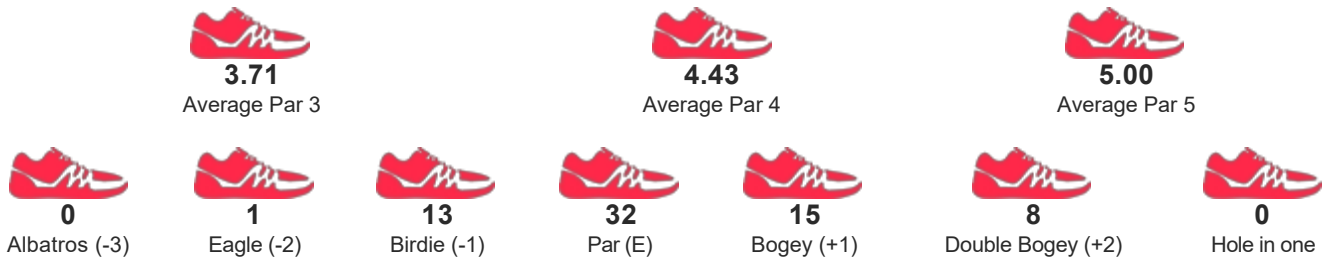 3.71
Average Par 3
4.43
Average Par 4
5.00
Average Par 5
0
Albatros (-3)
1
Eagle (-2)
13
Birdie (-1)
32
Par (E)
15
Bogey (+1)
8
Double Bogey (+2)
0
Hole in one